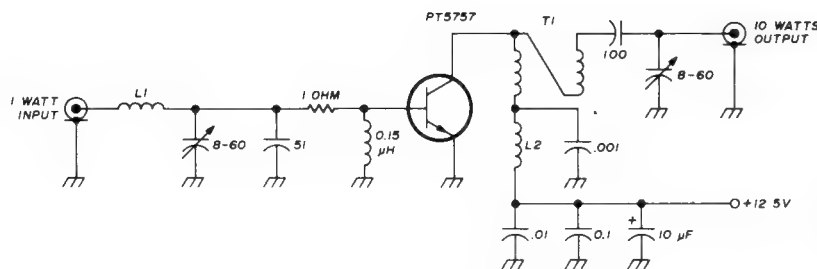 PT5757
T1
10 WATTS
OUTPUT
100
8-60
1 WATT
INPUT
L1
1 OHM
8-60
51
0.15
μH
L2
.001
+12 5V
.01
0.1
+
10 μF